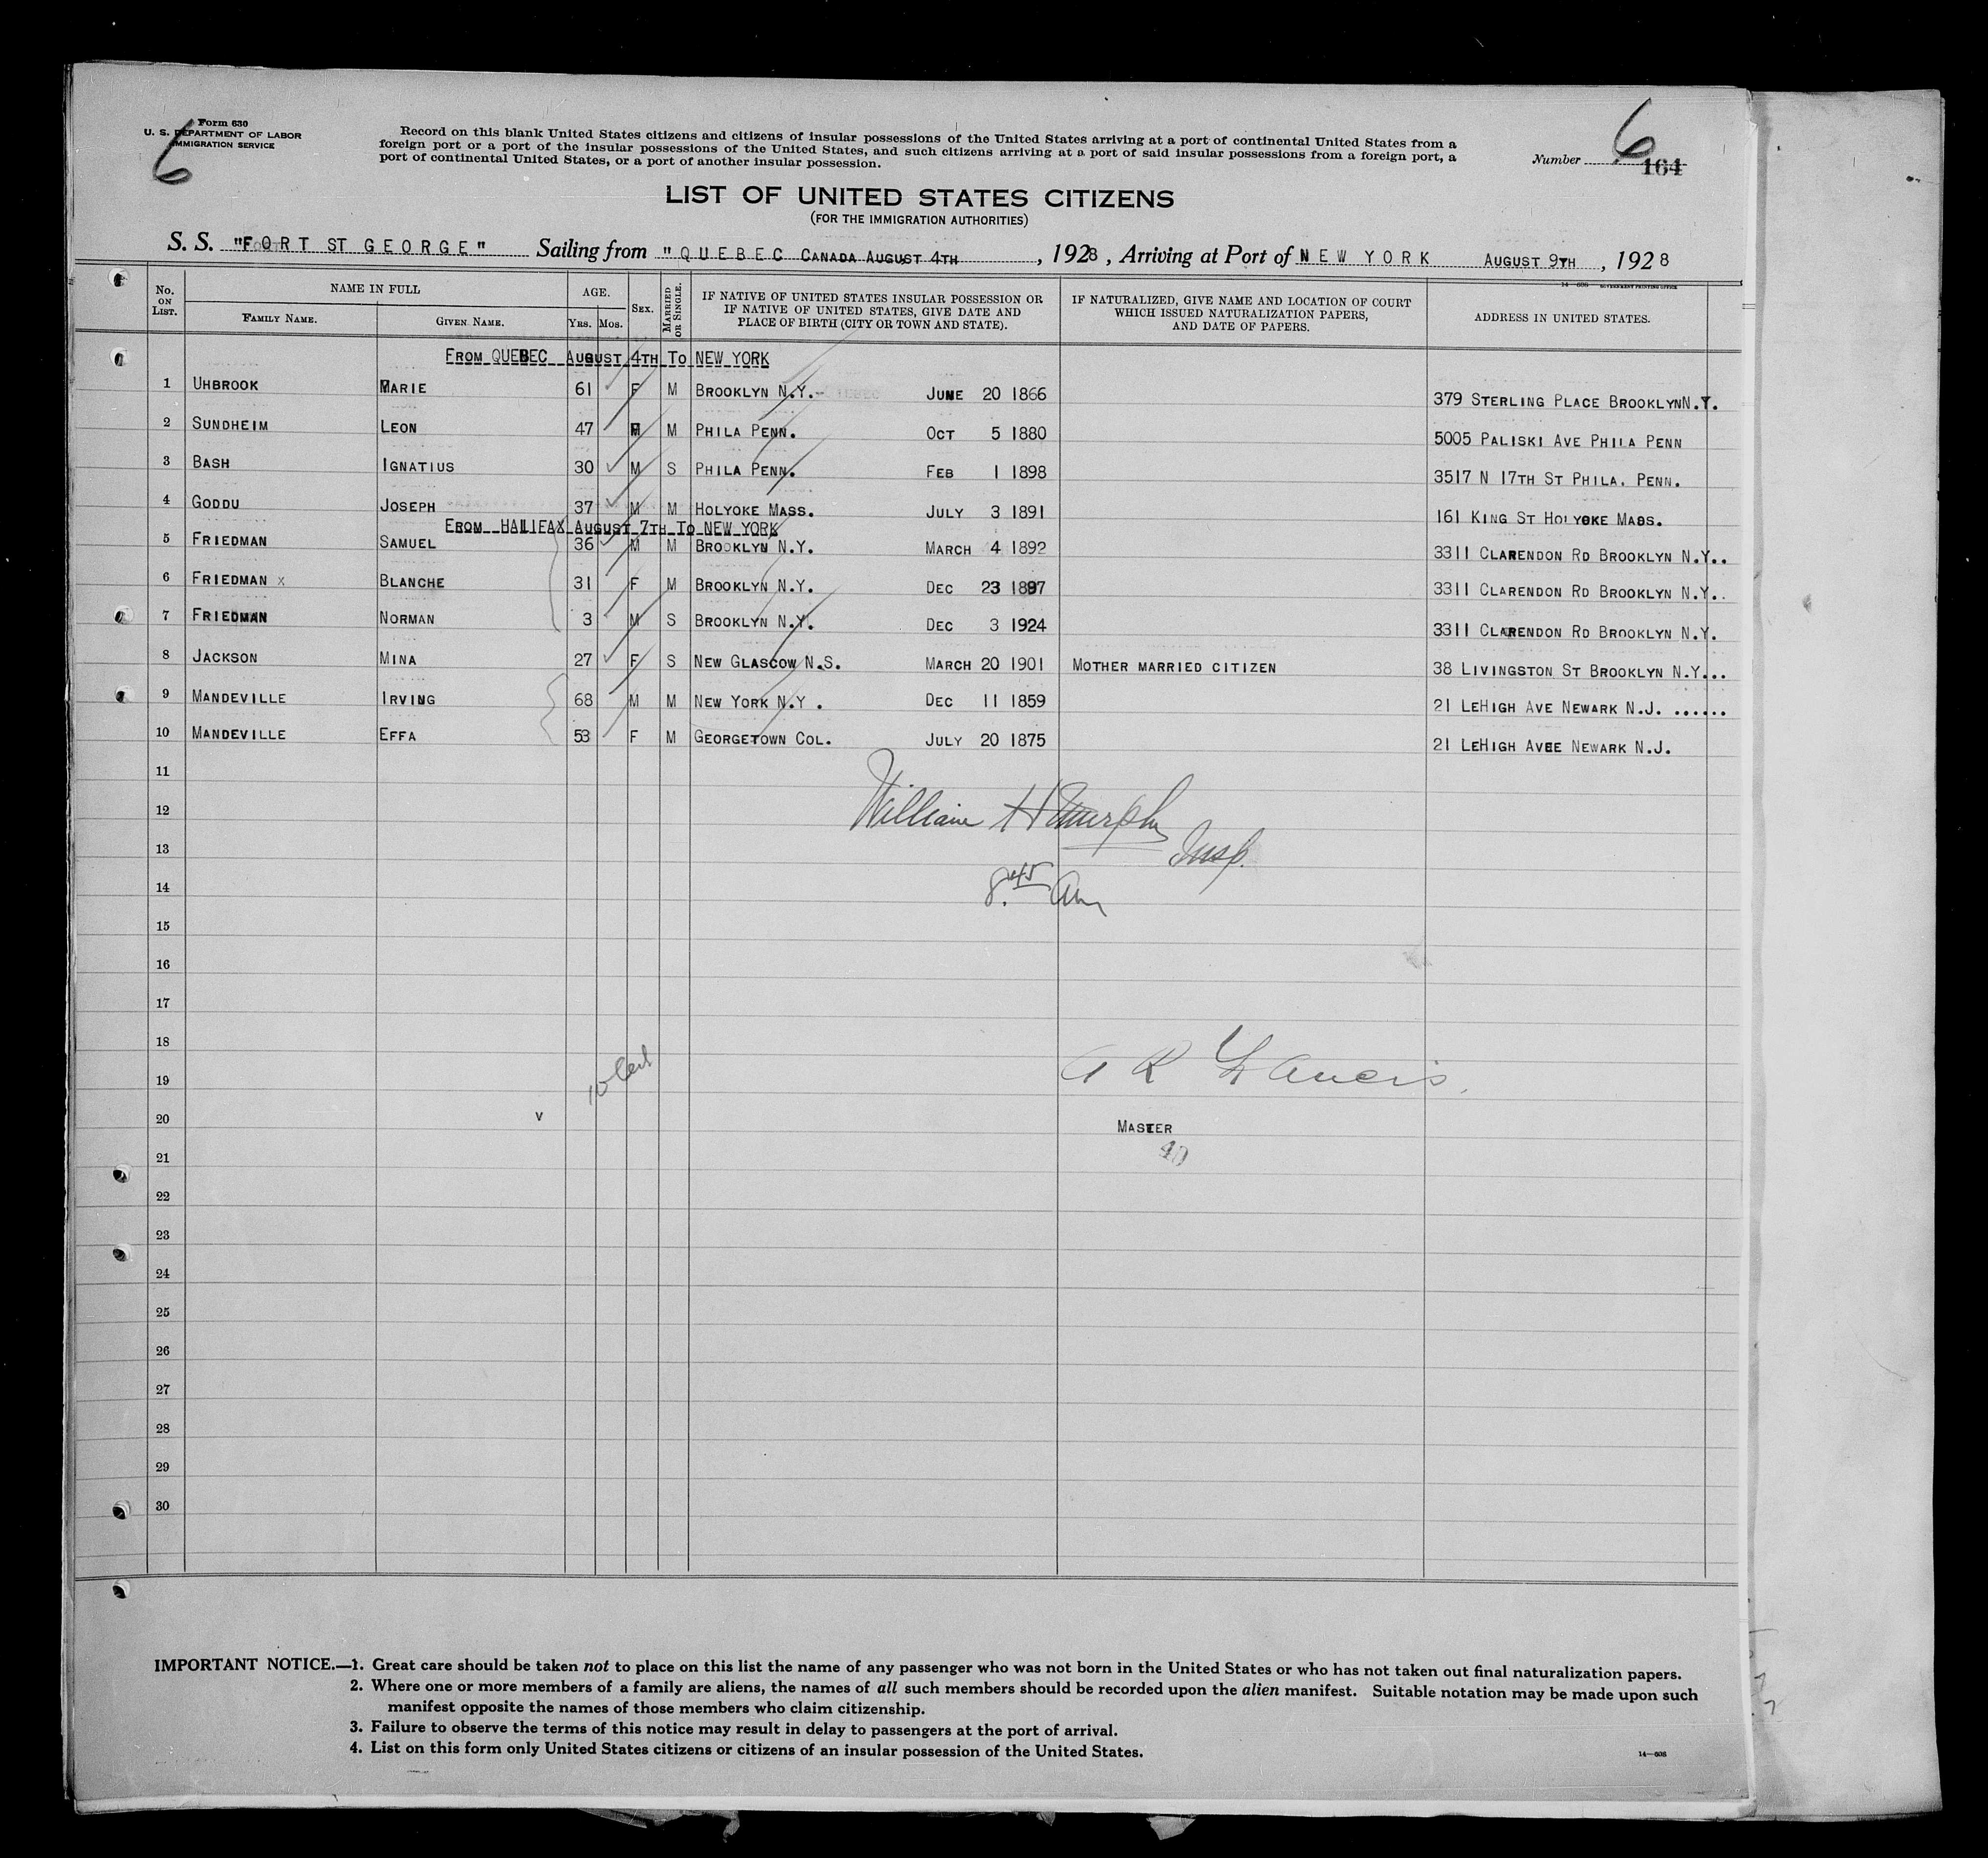 Form 630
U. S. DEPARTMENT OF LABOR
IMMIGRATION SERVICE
6
Record on this blank United States citizens and citizens of insular possessions of the United States arriving at a port of continental United States from a
foreign port or a port of the insular possessions of the United States, and such citizens arriving at a port of said insular possessions from a foreign port, a
port of continental United States, or a port of another insular possession.
Number 6 164
LIST OF UNITED STATES CITIZENS
(FOR THE IMMIGRATION AUTHORITIES)
S. S. "FORT ST GEORGE" Sailing from "QUEBEC CANADA AUGUST 4TH , 1928 , Arriving at Port of NEW YORK AUGUST 9TH , 1928
14—608 GOVERNMENT PRINTING OFFICE
No. ON LIST. NAME IN FULL AGE. SEX. MARRIED OR SINGLE. IF NATIVE OF UNITED STATES INSULAR POSSESSION OR IF NATIVE OF UNITED STATES, GIVE DATE AND PLACE OF BIRTH (CITY OR TOWN AND STATE). IF NATURALIZED, GIVE NAME AND LOCATION OF COURT WHICH ISSUED NATURALIZATION PAPERS, AND DATE OF PAPERS. ADDRESS IN UNITED STATES.
FAMILY NAME. GIVEN NAME. YRS. MOS.
FROM QUEBEC AUGUST 4TH TO NEW YORK
1 UHBROOK MARIE 61 F M BROOKLYN N.Y. JUNE 20 1866 379 STERLING PLACE BROOKLYNN.Y.
2 SUNDHEIM LEON 47 M M PHILA PENN. OCT 5 1880 5005 PALISKI AVE PHILA PENN
3 BASH IGNATIUS 30 M S PHILA PENN. FEB 1 1898 3517 N 17TH ST PHILA. PENN.
4 GODDU JOSEPH 37 M M HOLYOKE MASS. JULY 3 1891 161 KING ST HOLYOKE MASS.
FROM HALIFAX AUGUST 7TH TO NEW YORK
5 FRIEDMAN SAMUEL 36 M M BROOKLYN N.Y. MARCH 4 1892 3311 CLARENDON RD BROOKLYN N.Y..
6 FRIEDMAN x BLANCHE 31 F M BROOKLYN N.Y. DEC 23 1897 3311 CLARENDON RD BROOKLYN N.Y..
7 FRIEDMAN NORMAN 3 M S BROOKLYN N.Y. DEC 3 1924 3311 CLARENDON RD BROOKLYN N.Y.
8 JACKSON MINA 27 F S NEW GLASCOW N.S. MARCH 20 1901 MOTHER MARRIED CITIZEN 38 LIVINGSTON ST BROOKLYN N.Y...
9 MANDEVILLE IRVING 68 M M NEW YORK N.Y . DEC 11 1859 21 LEHIGH AVE NEWARK N.J. ......
10 MANDEVILLE EFFA 53 F M GEORGETOWN COL. JULY 20 1875 21 LEHIGH AVEE NEWARK N.J.
11
12 William H Murphy
13 Insp.
14 8.45 Am
15
16
17
18
19 A R Francis
20 v MASTER
40
21
22
23
24
25
26
27
28
29
30
IMPORTANT NOTICE.—1. Great care should be taken not to place on this list the name of any passenger who was not born in the United States or who has not taken out final naturalization papers.
2. Where one or more members of a family are aliens, the names of all such members should be recorded upon the alien manifest. Suitable notation may be made upon such
manifest opposite the names of those members who claim citizenship.
3. Failure to observe the terms of this notice may result in delay to passengers at the port of arrival.
4. List on this form only United States citizens or citizens of an insular possession of the United States.
14—608